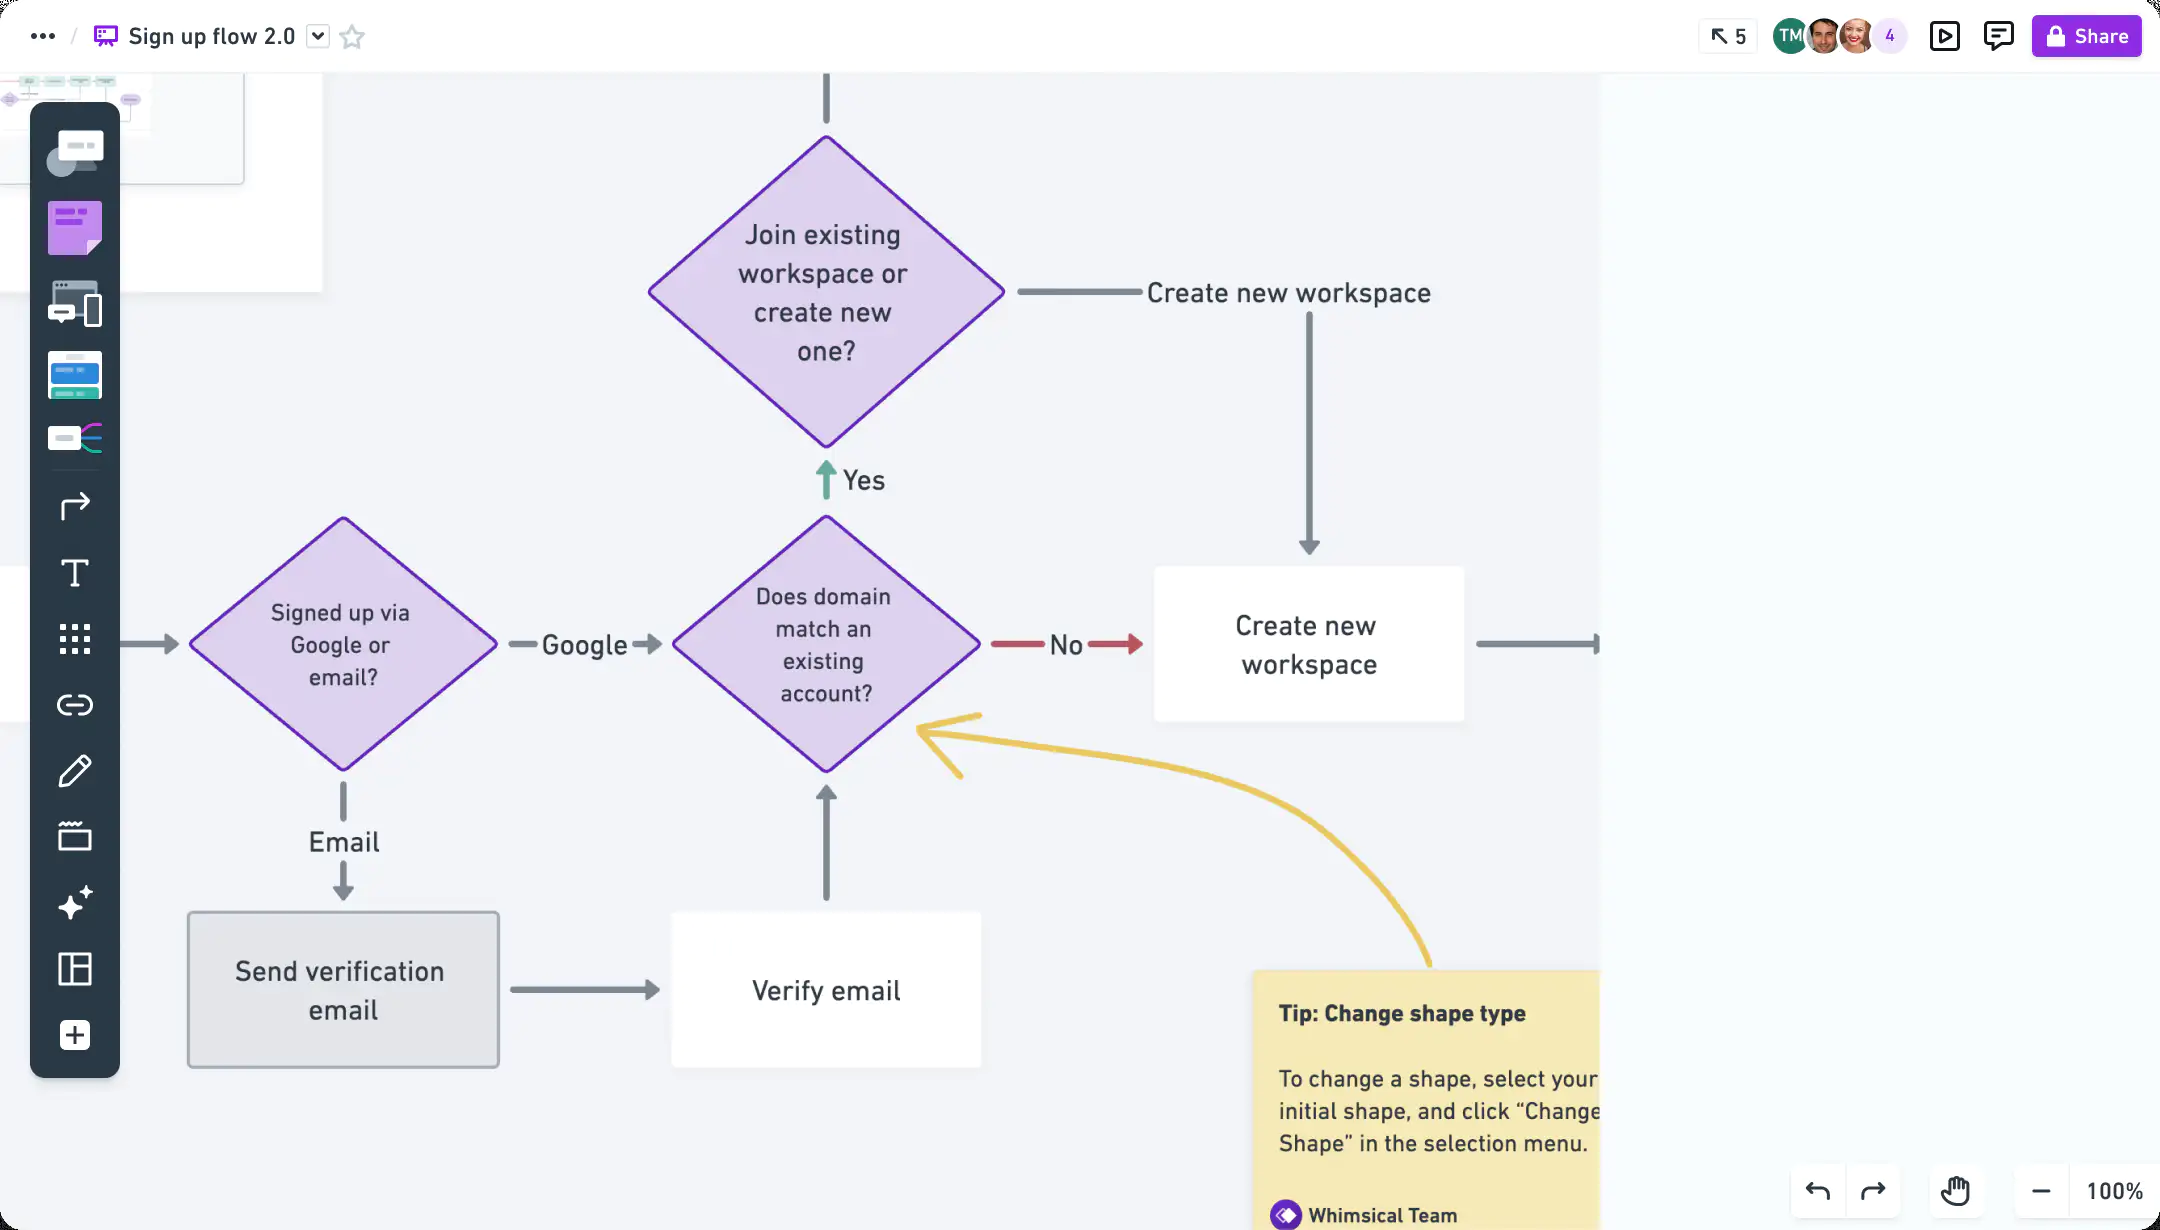 Sign up flow 2.0
5
TM
4
Share
Join existing
workspace or
create new
one?
Create new workspace
Yes
Signed up via
Google or
email?
Google
Does domain
match an
existing
account?
No
Create new
workspace
Email
Send verification
email
Verify email
Tip: Change shape type
To change a shape, select your
initial shape, and click “Change
Shape” in the selection menu.
Whimsical Team
100%